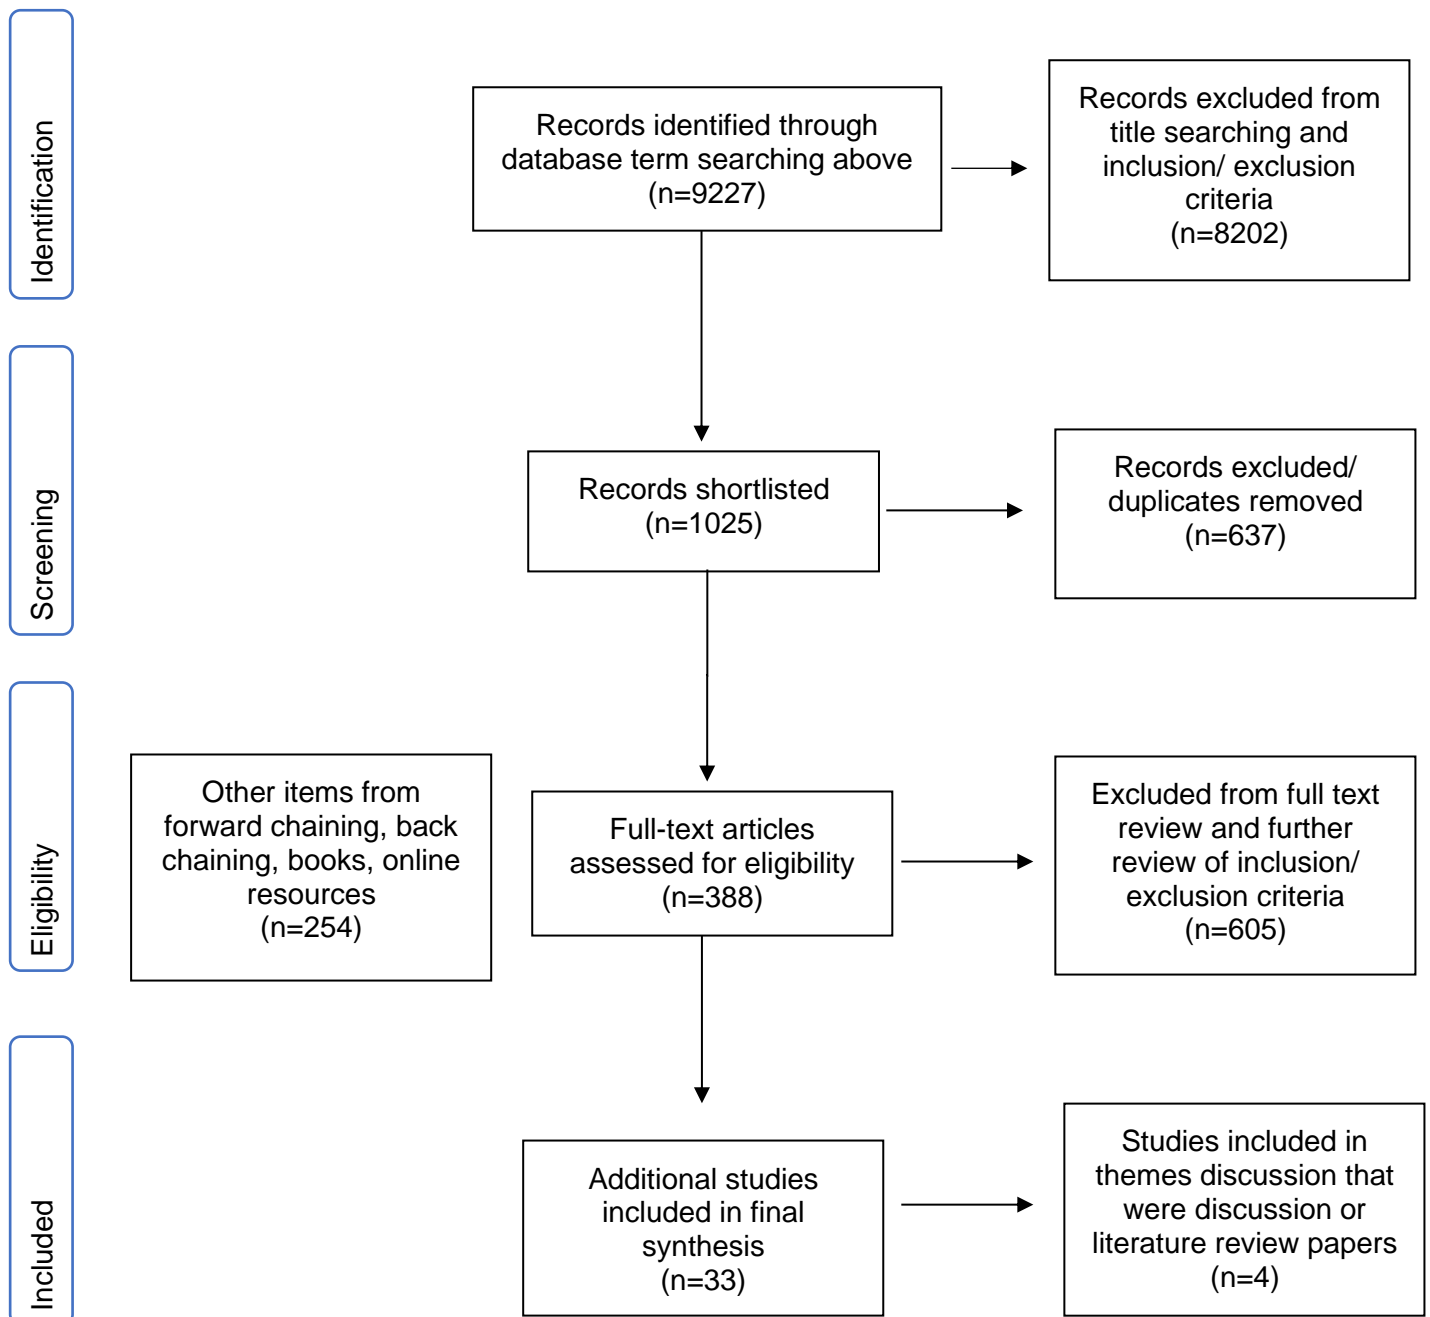 Identification
Records identified through
database term searching above
(n=9227)
Records excluded from
title searching and
inclusion/ exclusion
criteria
(n=8202)
Screening
Records shortlisted
(n=1025)
Records excluded/
duplicates removed
(n=637)
Eligibility
Other items from
forward chaining, back
chaining, books, online
resources
(n=254)
Full-text articles
assessed for eligibility
(n=388)
Excluded from full text
review and further
review of inclusion/
exclusion criteria
(n=605)
Included
Additional studies
included in final
synthesis
(n=33)
Studies included in
themes discussion that
were discussion or
literature review papers
(n=4)